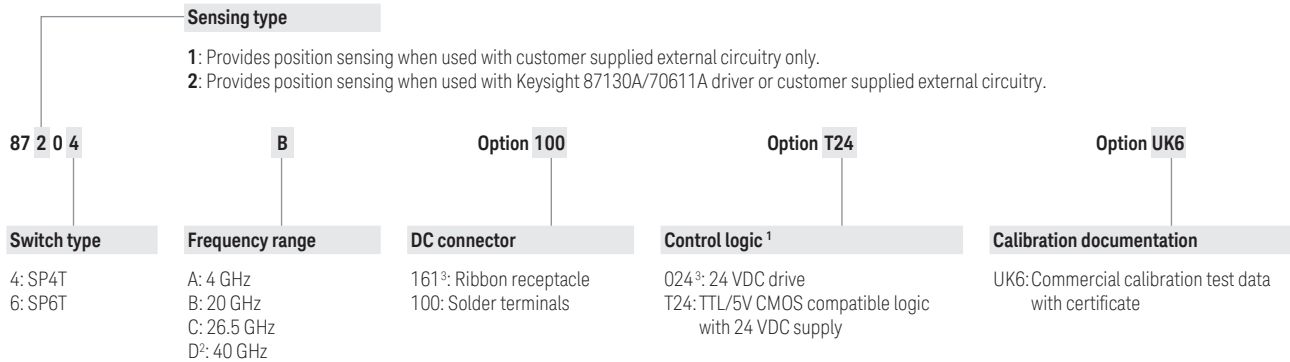 Sensing type
1: Provides position sensing when used with customer supplied external circuitry only.
2: Provides position sensing when used with Keysight 87130A/70611A driver or customer supplied external circuitry.
87 2 0 4 B Option 100 Option T24 Option UK6
Switch type
4: SP4T
6: SP6T
Frequency range
A: 4 GHz
B: 20 GHz
C: 26.5 GHz
D²: 40 GHz
DC connector
161³: Ribbon receptacle
100: Solder terminals
Control logic ¹
024³: 24 VDC drive
T24: TTL/5V CMOS compatible logic
with 24 VDC supply
Calibration documentation
UK6: Commercial calibration test data
with certificate